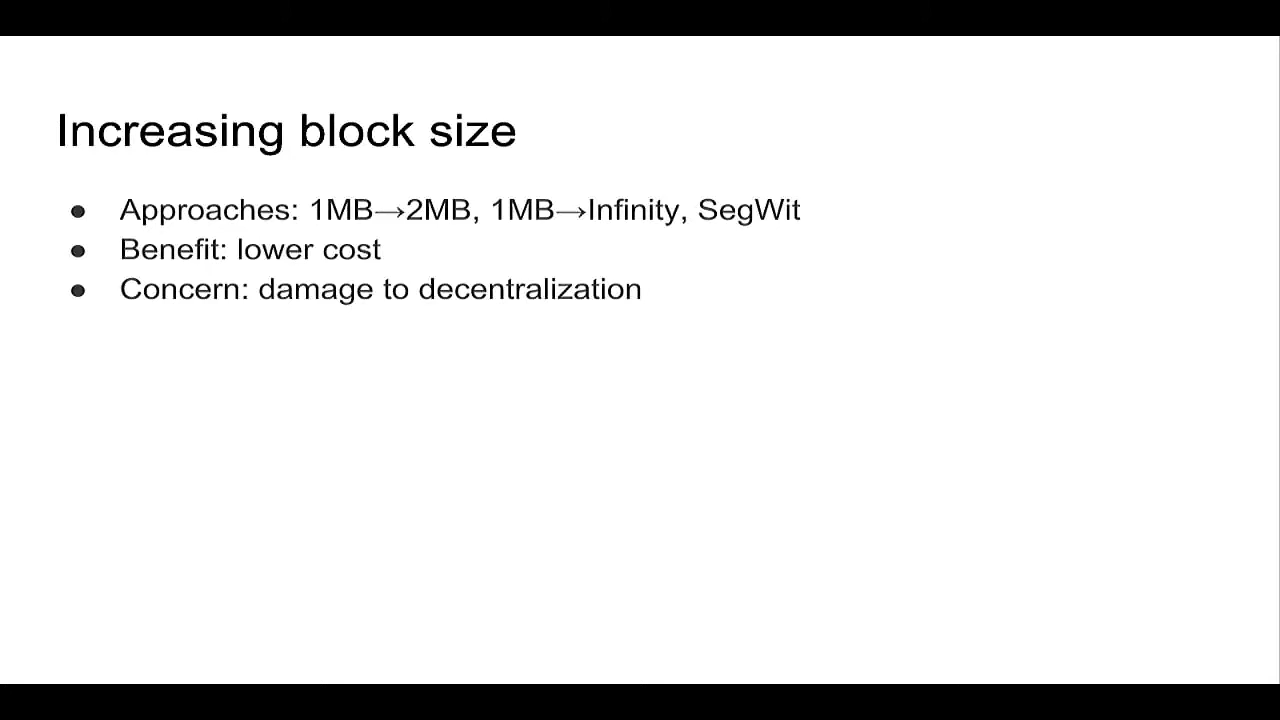 Increasing block size
● Approaches: 1MB→2MB, 1MB→Infinity, SegWit
● Benefit: lower cost
● Concern: damage to decentralization